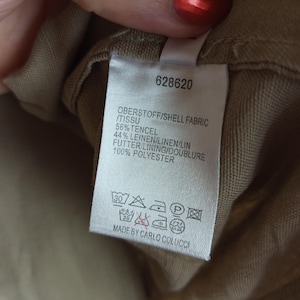 628620
OBERSTOFF/SHELL FABRIC
/TISSU
56%TENCEL
44% LEINEN/LINEN/LIN
FUTTER/LINING/DOUBLURE
100% POLYESTER
30
MADE BY CARLO COLUCCI